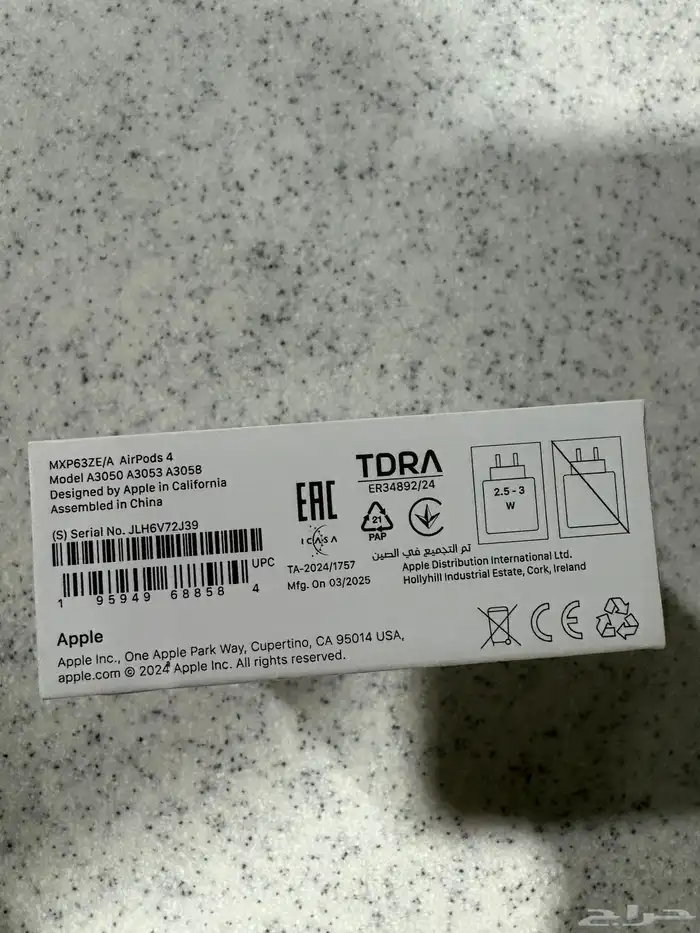 MXP63ZE/A AirPods 4
Model A3050 A3053 A3058
Designed by Apple in California
Assembled in China
(S) Serial No. JLH6V72J39
UPC
1 95949 68858 4
Apple
Apple Inc., One Apple Park Way, Cupertino, CA 95014 USA,
apple.com © 2024 Apple Inc. All rights reserved.
EAC
ICASA
TA-2024/1757
Mfg. On 03/2025
TDRA
ER34892/24
21
PAP
تم التجميع في الصين
Apple Distribution International Ltd.
Hollyhill Industrial Estate, Cork, Ireland
2.5 - 3
W
CE
حراج